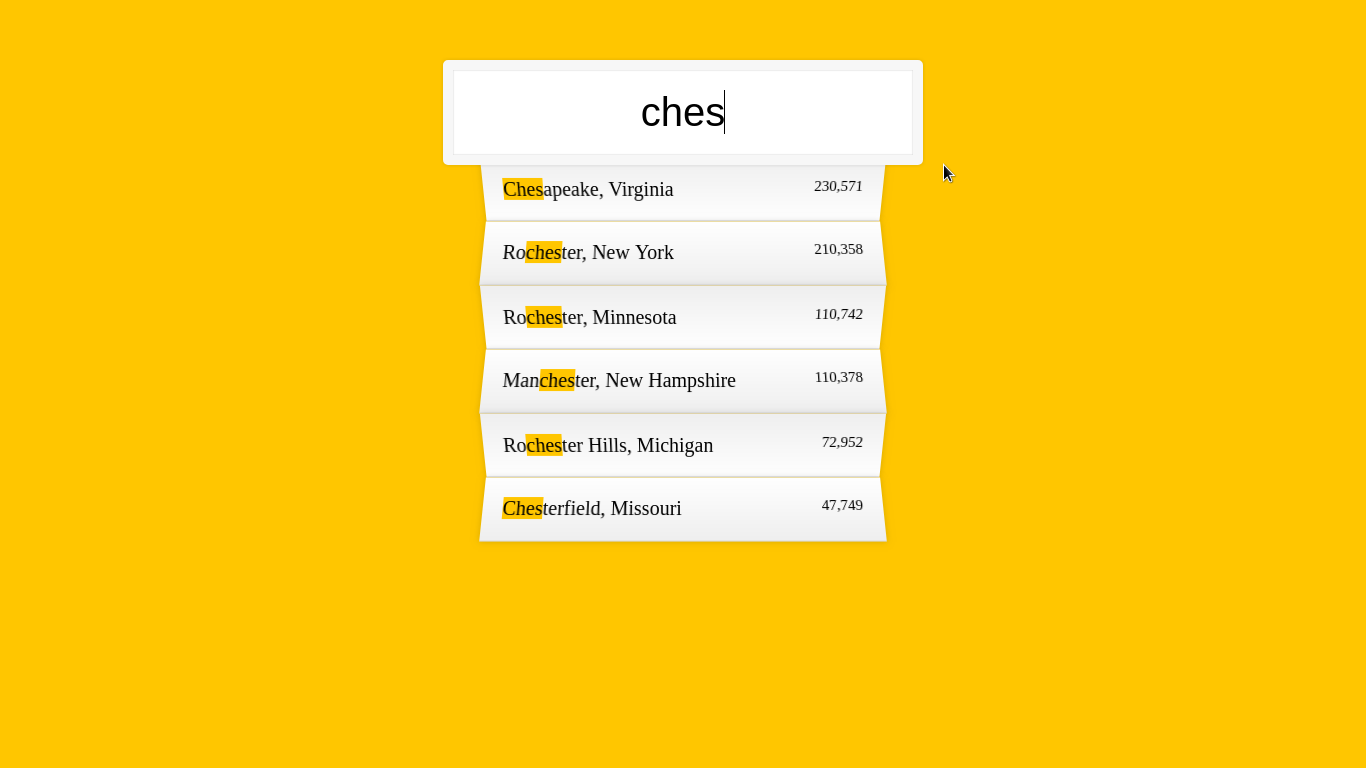 ches
Chesapeake, Virginia 230,571
Rochester, New York 210,358
Rochester, Minnesota 110,742
Manchester, New Hampshire 110,378
Rochester Hills, Michigan 72,952
Chesterfield, Missouri 47,749